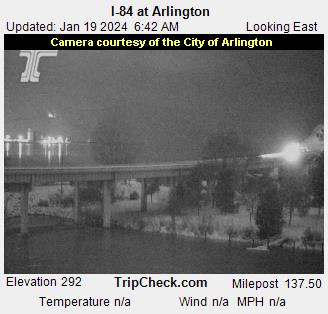 I-84 at Arlington
Updated: Jan 19 2024 6:42 AM Looking East
Camera courtesy of the City of Arlington
Elevation 292 TripCheck.com Milepost 137.50
Temperature n/a Wind n/a MPH n/a